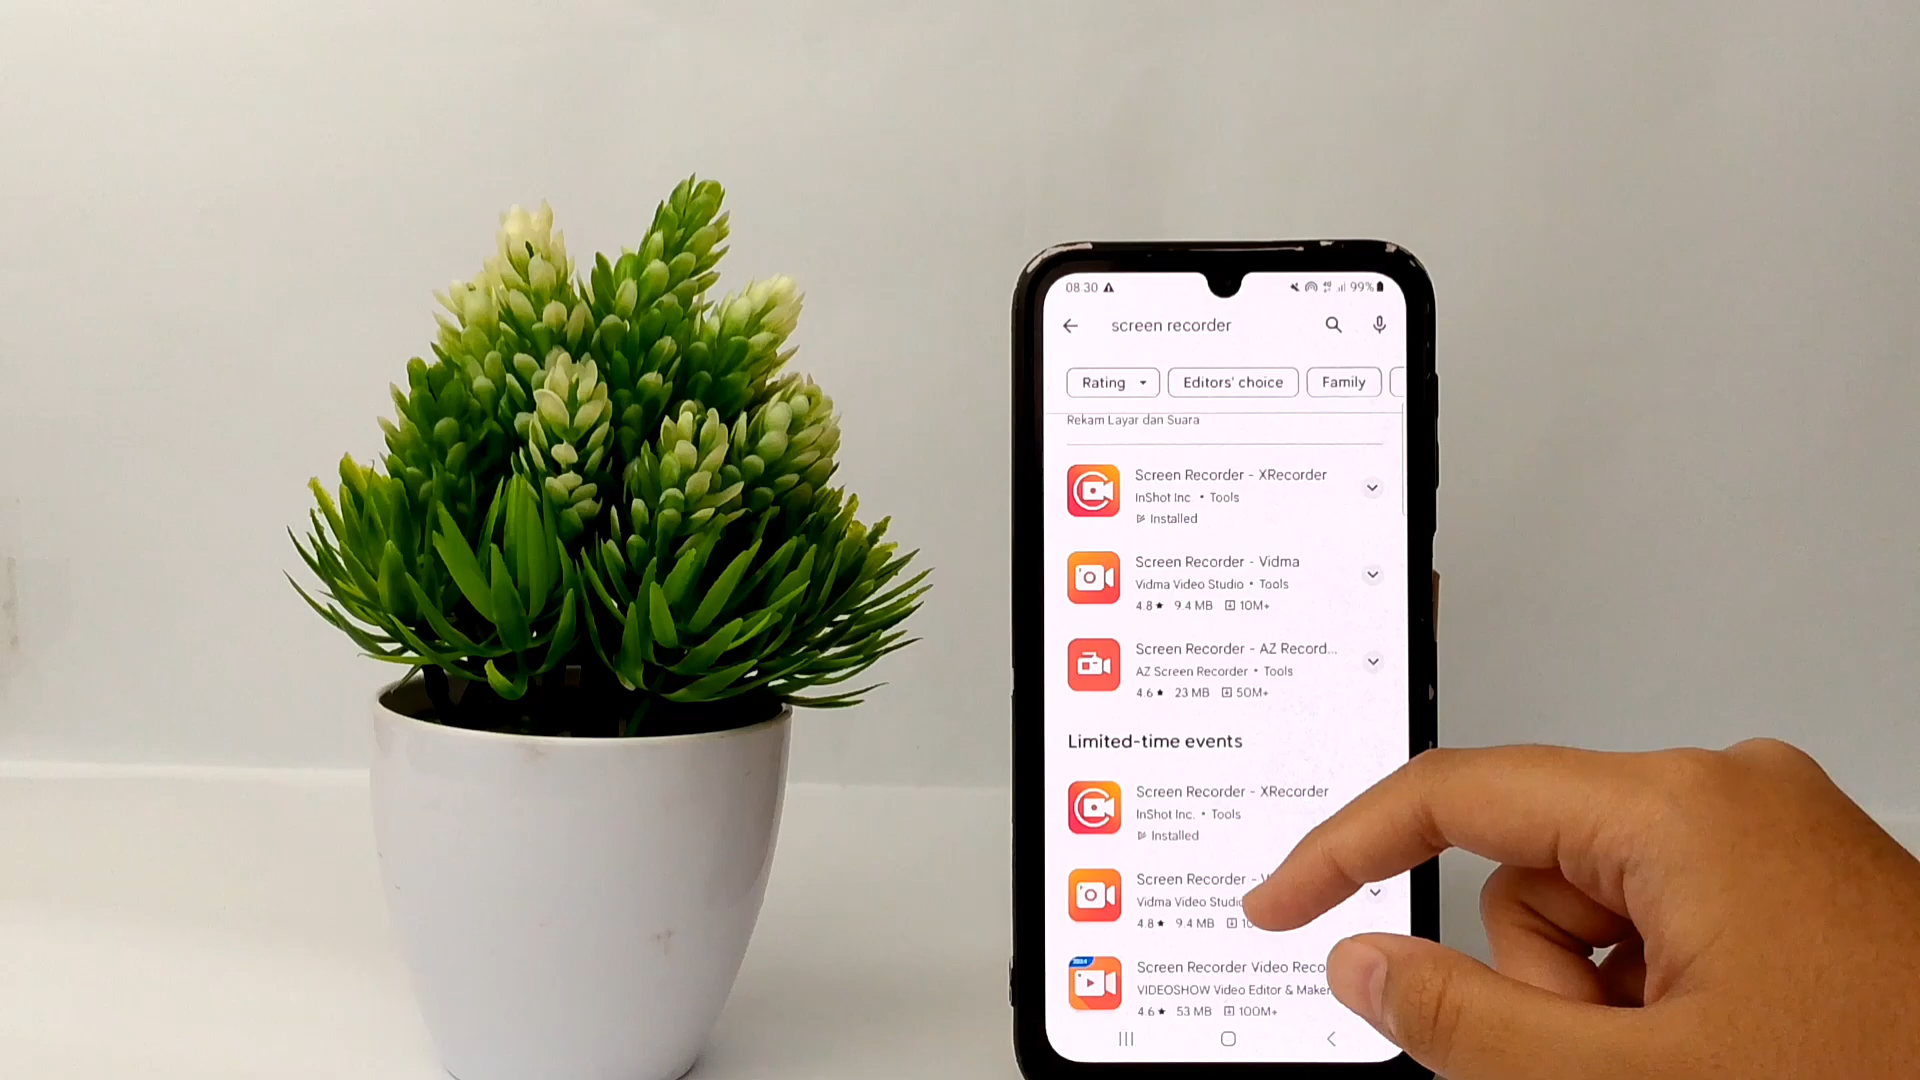 08.30 99%
screen recorder
Rating Editors' choice Family
Rekam Layar dan Suara
Screen Recorder - XRecorder
InShot Inc. • Tools
Installed
Screen Recorder - Vidma
Vidma Video Studio • Tools
4.8★ 9.4 MB 10M+
Screen Recorder - AZ Record...
AZ Screen Recorder • Tools
4.6★ 23 MB 50M+
Limited-time events
Screen Recorder - XRecorder
InShot Inc. • Tools
Installed
Screen Recorder -
Vidma Video Studio
4.8★ 9.4 MB
Screen Recorder Video Reco
VIDEOSHOW Video Editor & Maker
4.6★ 53 MB 100M+